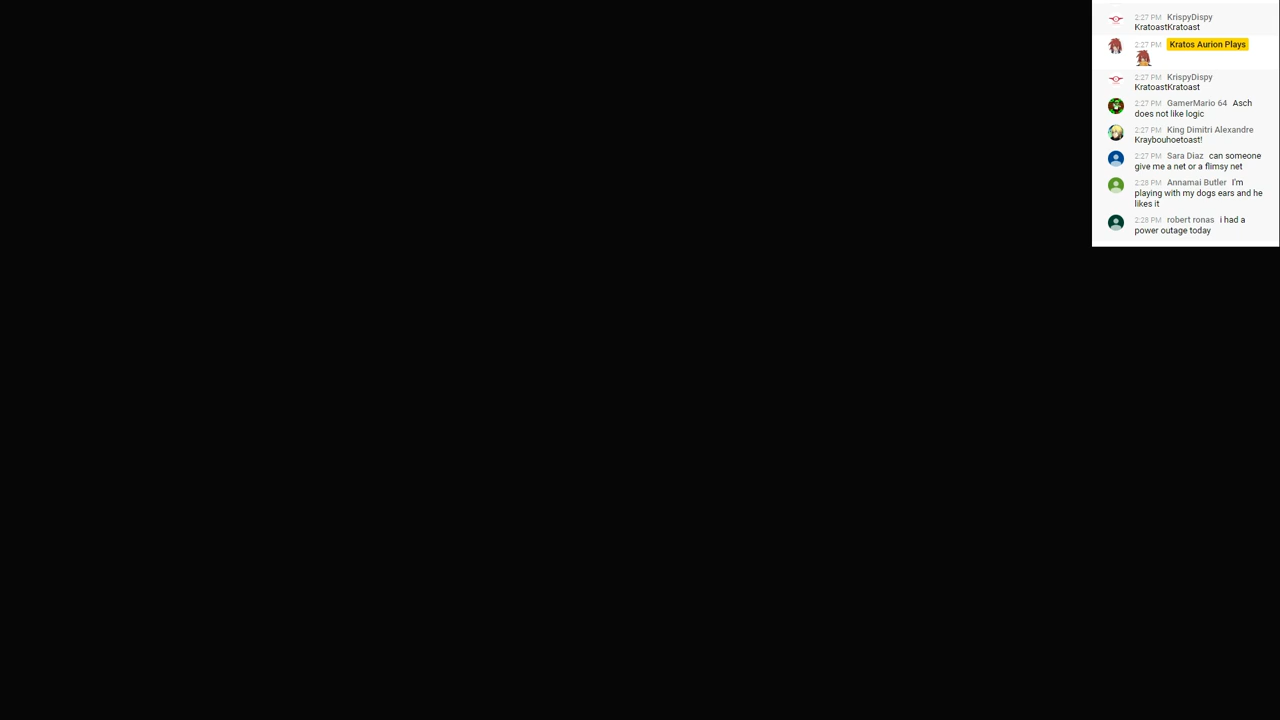 2:27 PM KrispyDispy
KratoastKratoast
2:27 PM Kratos Aurion Plays
2:27 PM KrispyDispy
KratoastKratoast
2:27 PM GamerMario 64 Asch
does not like logic
2:27 PM King Dimitri Alexandre
Kraybouhoetoast!
2:27 PM Sara Diaz can someone
give me a net or a flimsy net
2:28 PM Annamai Butler I'm
playing with my dogs ears and he
likes it
2:28 PM robert ronas i had a
power outage today